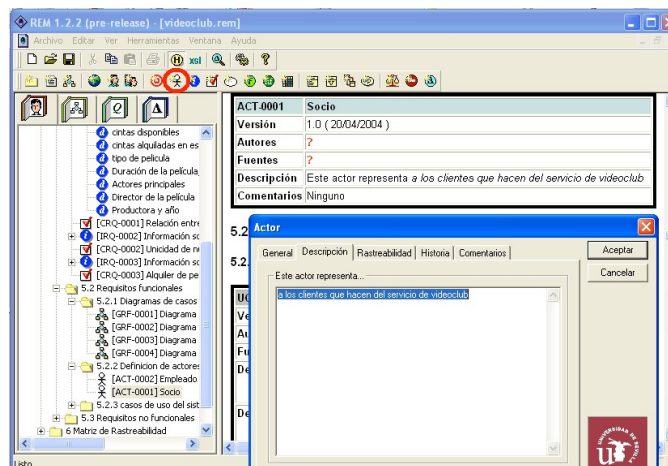 REM 1.2.2 (pre-release) - [videoclub.rem]
Archivo Editar Ver Herramientas Ventana Ayuda
H xsl
cintas disponibles
cintas alquiladas en es
tipo de pelicula
Duración de la película,
Actores principales
Director de la película
Productora y año
[CRQ-0001] Relación entre
[IRQ-0002] Información sc
[CRQ-0002] Unicidad de nu
[IRQ-0003] Información sc
[CRQ-0003] Alquiler de pe
5.2 Requisitos funcionales
5.2.1 Diagramas de casos
[GRF-0001] Diagrama
[GRF-0002] Diagrama
[GRF-0003] Diagrama
[GRF-0004] Diagrama
5.2.2 Definicion de actores
[ACT-0002] Empleado
[ACT-0001] Socio
5.2.3 casos de uso del sist
5.3 Requisitos no funcionales
6 Matriz de Rastreabilidad
Listo
ACT-0001 Socio
Versión 1.0 ( 20/04/2004 )
Autores ?
Fuentes ?
Descripción Este actor representa a los clientes que hacen del servicio de videoclub
Comentarios Ninguno
5.2
5.2.
UC
Ve
Au
Fu
De
De
Actor
General Descripción Rastreabilidad Historia Comentarios
Este actor representa...
a los clientes que hacen del servicio de videoclub
Aceptar
Cancelar
UNIVERSIDAD DE SEVILLA